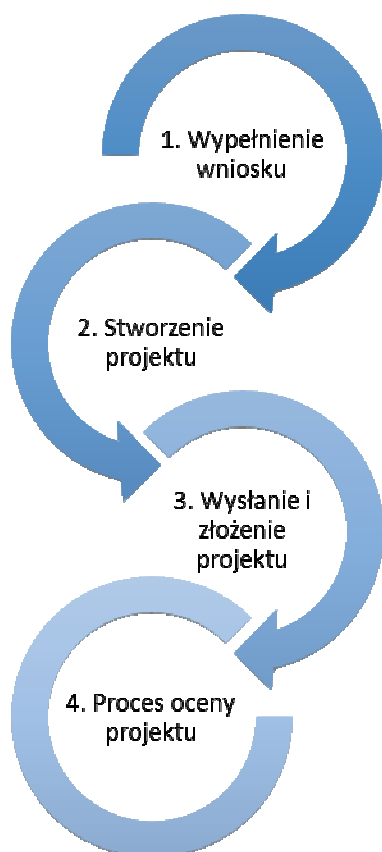 1. Wypełnienie
wniosku
2. Stworzenie
projektu
3. Wysłanie i
złożenie
projektu
4. Proces oceny
projektu